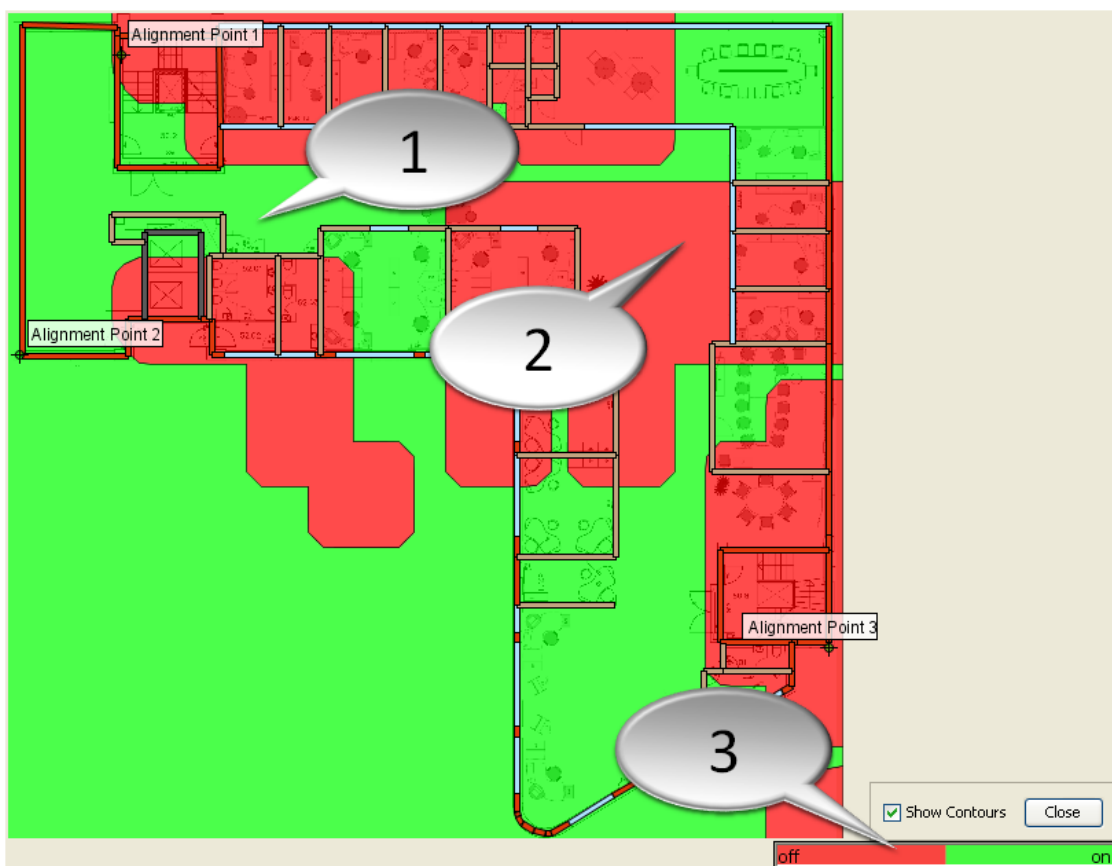 Alignment Point 1
1
Alignment Point 2
2
Alignment Point 3
3
Show Contours
Close
off
on